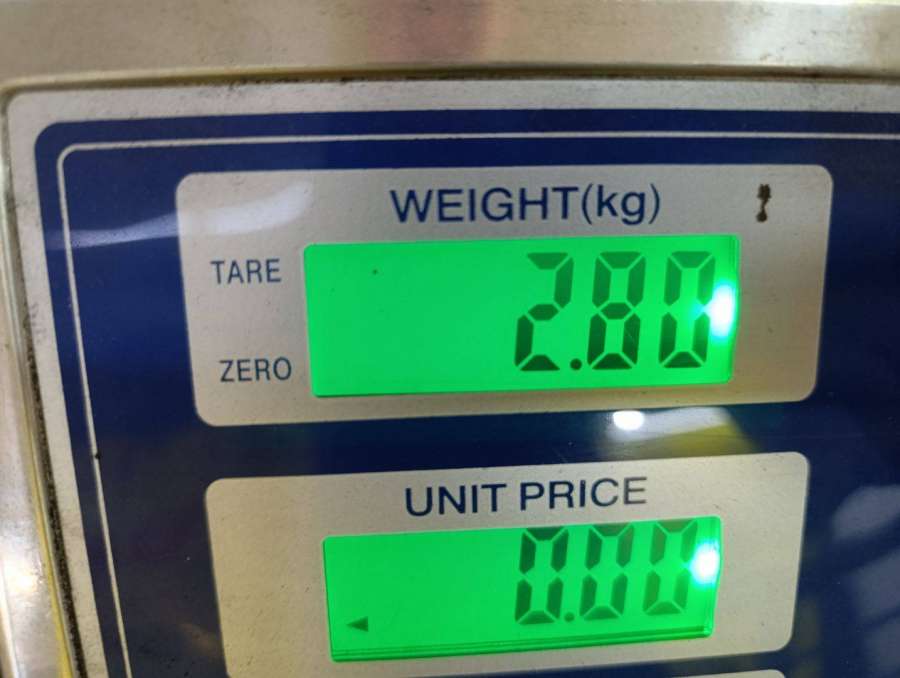 WEIGHT(kg)
TARE
2.80
ZERO
UNIT PRICE
0.00